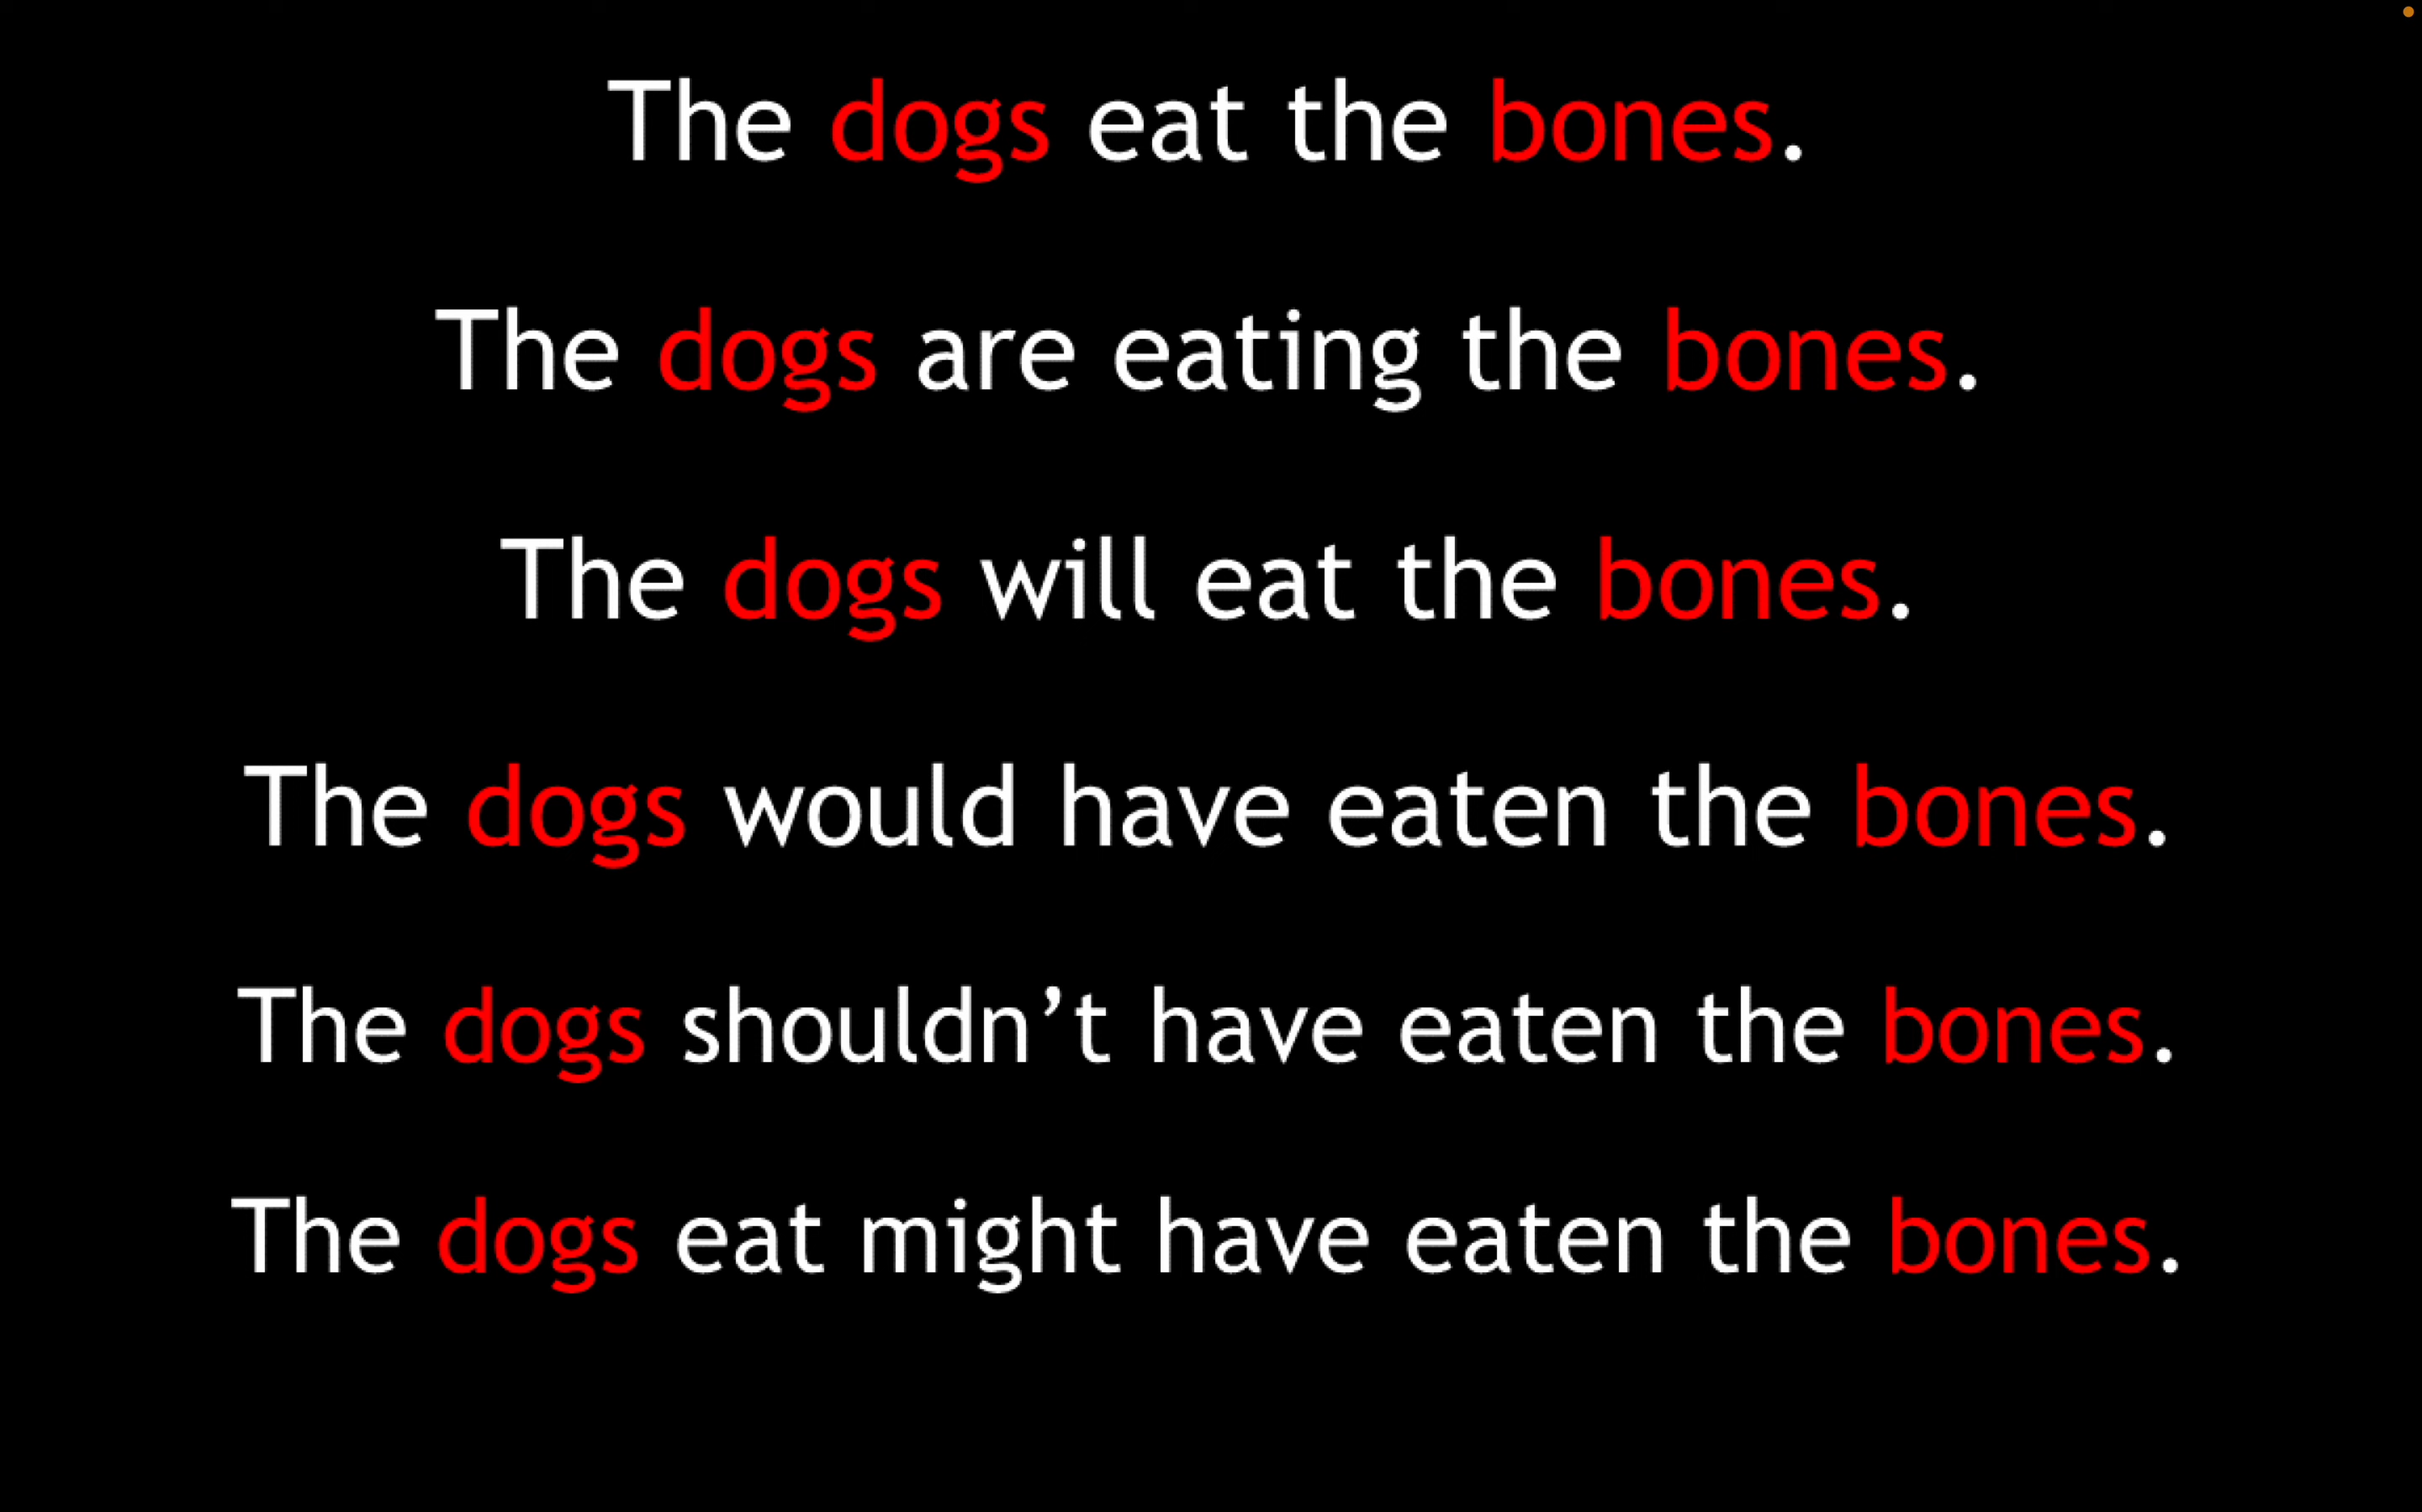 The dogs eat the bones.
The dogs are eating the bones.
The dogs will eat the bones.
The dogs would have eaten the bones.
The dogs shouldn’t have eaten the bones.
The dogs eat might have eaten the bones.